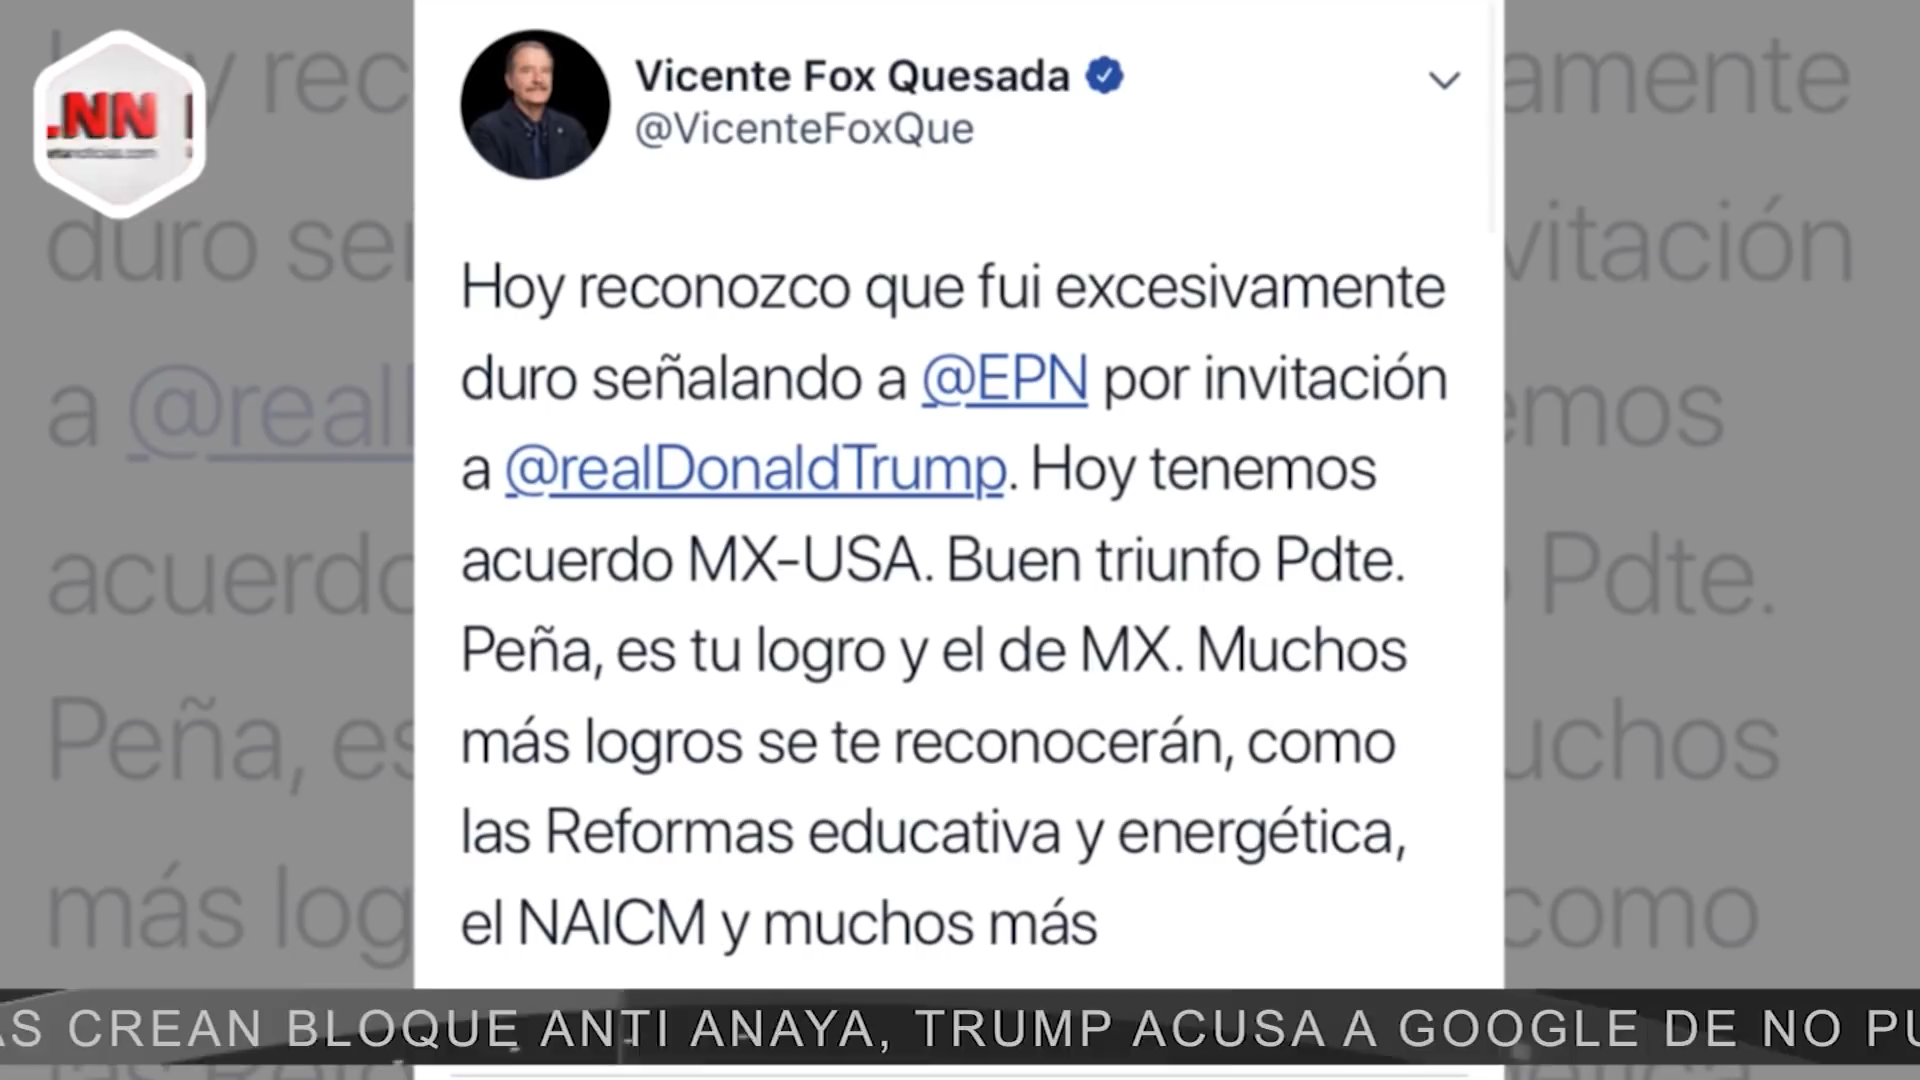 .NN
Vicente Fox Quesada
@VicenteFoxQue
Hoy reconozco que fui excesivamente
duro señalando a @EPN por invitación
a @realDonaldTrump. Hoy tenemos
acuerdo MX-USA. Buen triunfo Pdte.
Peña, es tu logro y el de MX. Muchos
más logros se te reconocerán, como
las Reformas educativa y energética,
el NAICM y muchos más
AS CREAN BLOQUE ANTI ANAYA, TRUMP ACUSA A GOOGLE DE NO PU